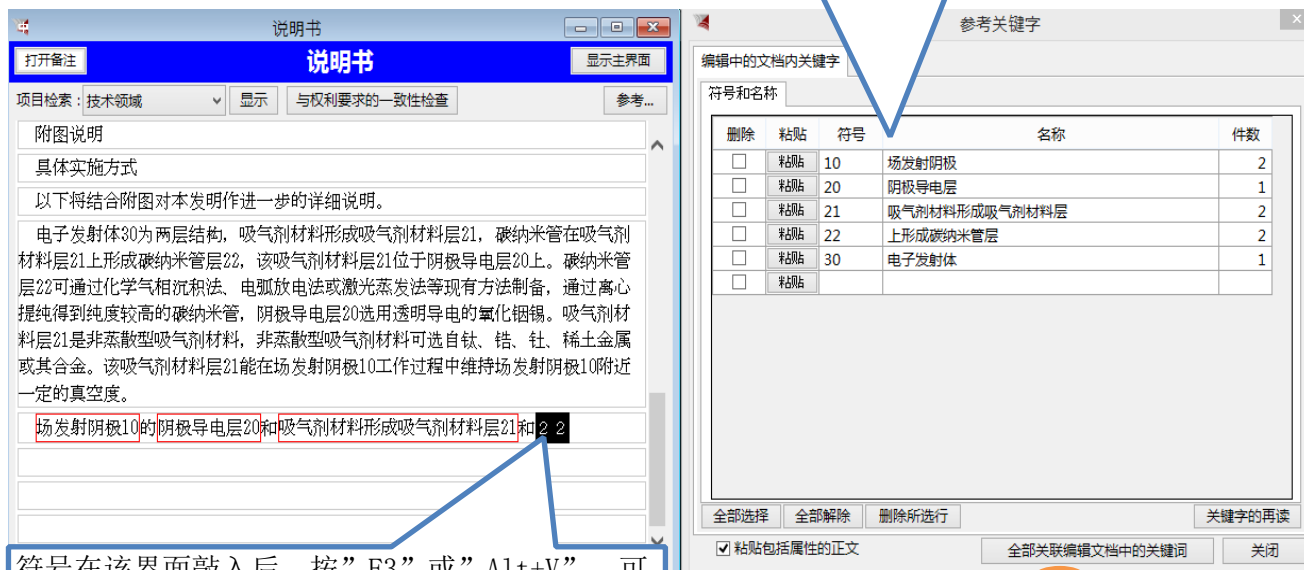 说明书
打开备注
说明书
显示主界面
项目检索：技术领域
显示
与权利要求的一致性检查
参考...
附图说明
具体实施方式
以下将结合附图对本发明作进一步的详细说明。
电子发射体30为两层结构，吸气剂材料形成吸气剂材料层21，碳纳米管在吸气剂
材料层21上形成碳纳米管层22，该吸气剂材料层21位于阴极导电层20上。碳纳米管
层22可通过化学气相沉积法、电弧放电法或激光蒸发法等现有方法制备，通过离心
提纯得到纯度较高的碳纳米管，阴极导电层20选用透明导电的氧化铟锡。吸气剂材
料层21是非蒸散型吸气剂材料，非蒸散型吸气剂材料可选自钛、锆、钍、稀土金属
或其合金。该吸气剂材料层21能在场发射阴极10工作过程中维持场发射阴极10附近
一定的真空度。
场发射阴极10的阴极导电层20和吸气剂材料形成吸气剂材料层21和２２
符号在该界面敲入后，按”F3”或”Alt+V”，可
参考关键字
编辑中的文档内关键字
符号和名称
删除 粘贴 符号 名称 件数
粘贴 10 场发射阴极 2
粘贴 20 阴极导电层 1
粘贴 21 吸气剂材料形成吸气剂材料层 2
粘贴 22 上形成碳纳米管层 2
粘贴 30 电子发射体 1
粘贴
全部选择 全部解除 删除所选行 关键字的再读
粘贴包括属性的正文 全部关联编辑文档中的关键词 关闭